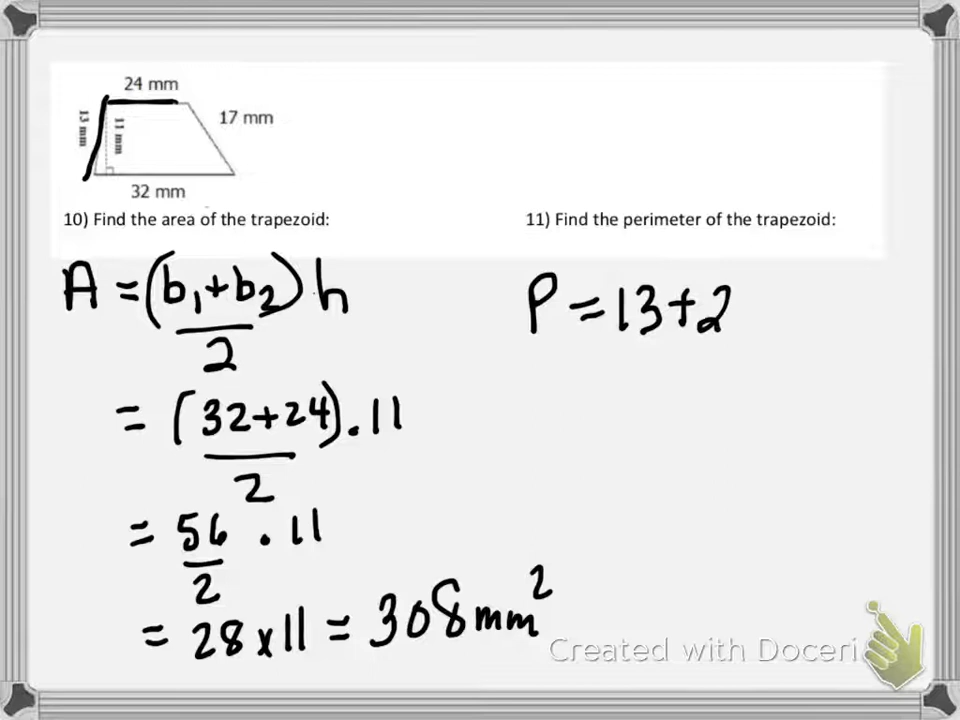 24 mm
13 mm
11 mm
17 mm
32 mm
10) Find the area of the trapezoid:
11) Find the perimeter of the trapezoid:
A = (b₁+b₂)h
2
= (32+24).11
2
= 56 . 11
2
= 28 x 11 = 308mm²
P = 13+2
Created with Doceri